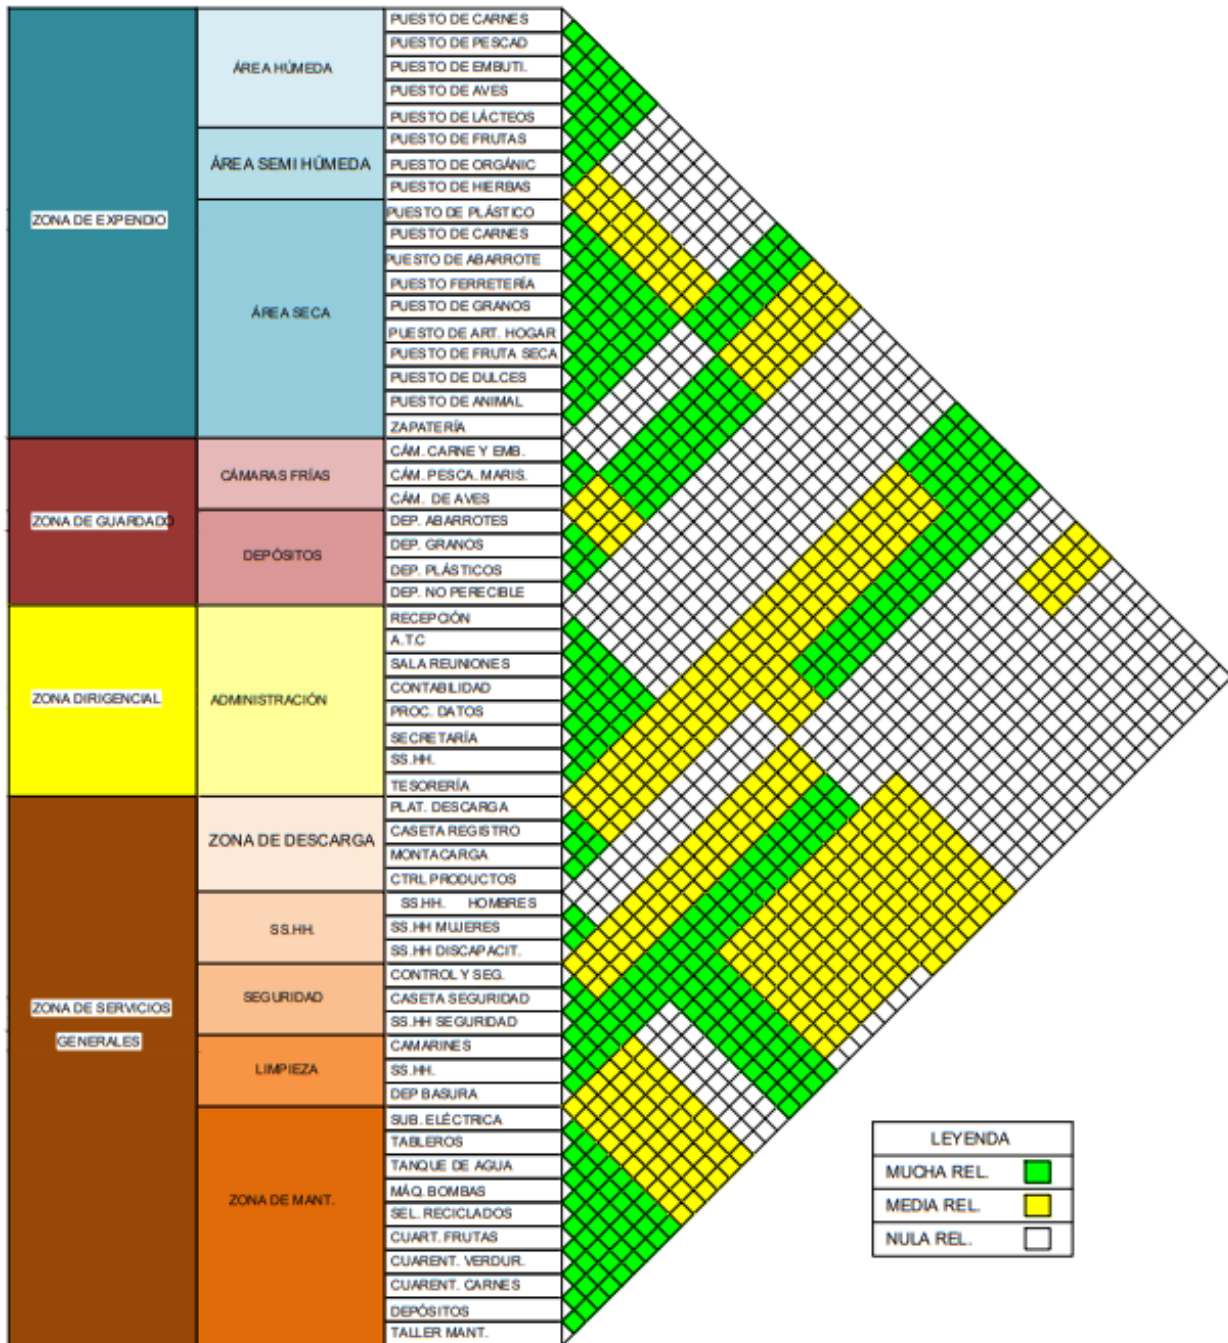 ZONA DE EXPENDIO
ÁREA HÚMEDA
PUESTO DE CARNES
PUESTO DE PESCAD
PUESTO DE EMBUTI.
PUESTO DE AVES
PUESTO DE LÁCTEOS
ÁREA SEMI HÚMEDA
PUESTO DE FRUTAS
PUESTO DE ORGÁNIC
PUESTO DE HIERBAS
ÁREA SECA
PUESTO DE PLÁSTICO
PUESTO DE CARNES
PUESTO DE ABARROTE
PUESTO FERRETERÍA
PUESTO DE GRANOS
PUESTO DE ART. HOGAR
PUESTO DE FRUTA SECA
PUESTO DE DULCES
PUESTO DE ANIMAL
ZAPATERÍA
ZONA DE GUARDADO
CÁMARAS FRÍAS
CÁM. CARNE Y EMB.
CÁM. PESCA. MARIS.
CÁM. DE AVES
DEPÓSITOS
DEP. ABARROTES
DEP. GRANOS
DEP. PLÁSTICOS
DEP. NO PERECIBLE
ZONA DIRIGENCIAL
ADMINISTRACIÓN
RECEPCIÓN
A.T.C
SALA REUNIONES
CONTABILIDAD
PROC. DATOS
SECRETARÍA
SS.HH.
TESORERÍA
ZONA DE SERVICIOS
GENERALES
ZONA DE DESCARGA
PLAT. DESCARGA
CASETA REGISTRO
MONTACARGA
CTRL PRODUCTOS
SS.HH.
SS.HH. HOMBRES
SS.HH MUJERES
SS.HH DISCAPACIT.
SEGURIDAD
CONTROL Y SEG.
CASETA SEGURIDAD
SS.HH SEGURIDAD
LIMPIEZA
CAMARINES
SS.HH.
DEP BASURA
ZONA DE MANT.
SUB. ELÉCTRICA
TABLEROS
TANQUE DE AGUA
MÁQ. BOMBAS
SEL. RECICLADOS
CUART. FRUTAS
CUARENT. VERDUR.
CUARENT. CARNES
DEPÓSITOS
TALLER MANT.
LEYENDA
MUCHA REL.
MEDIA REL.
NULA REL.